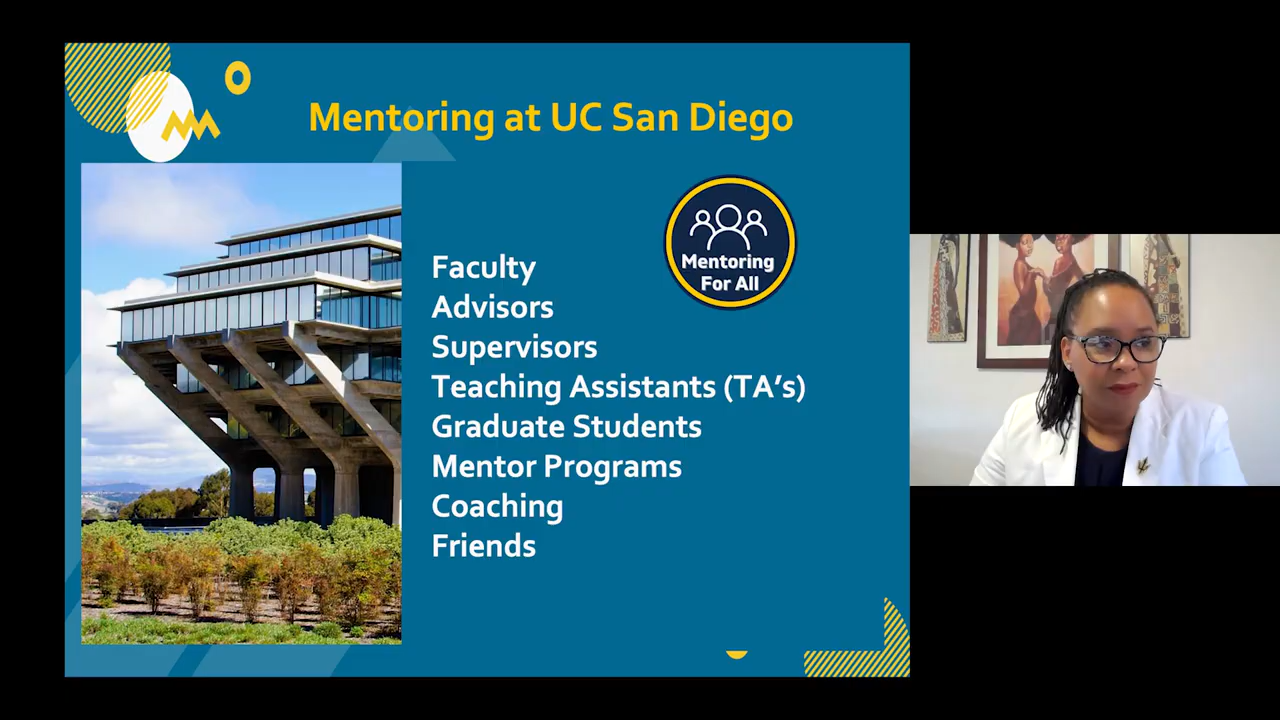 Mentoring at UC San Diego
Mentoring
For All
Faculty
Advisors
Supervisors
Teaching Assistants (TA’s)
Graduate Students
Mentor Programs
Coaching
Friends